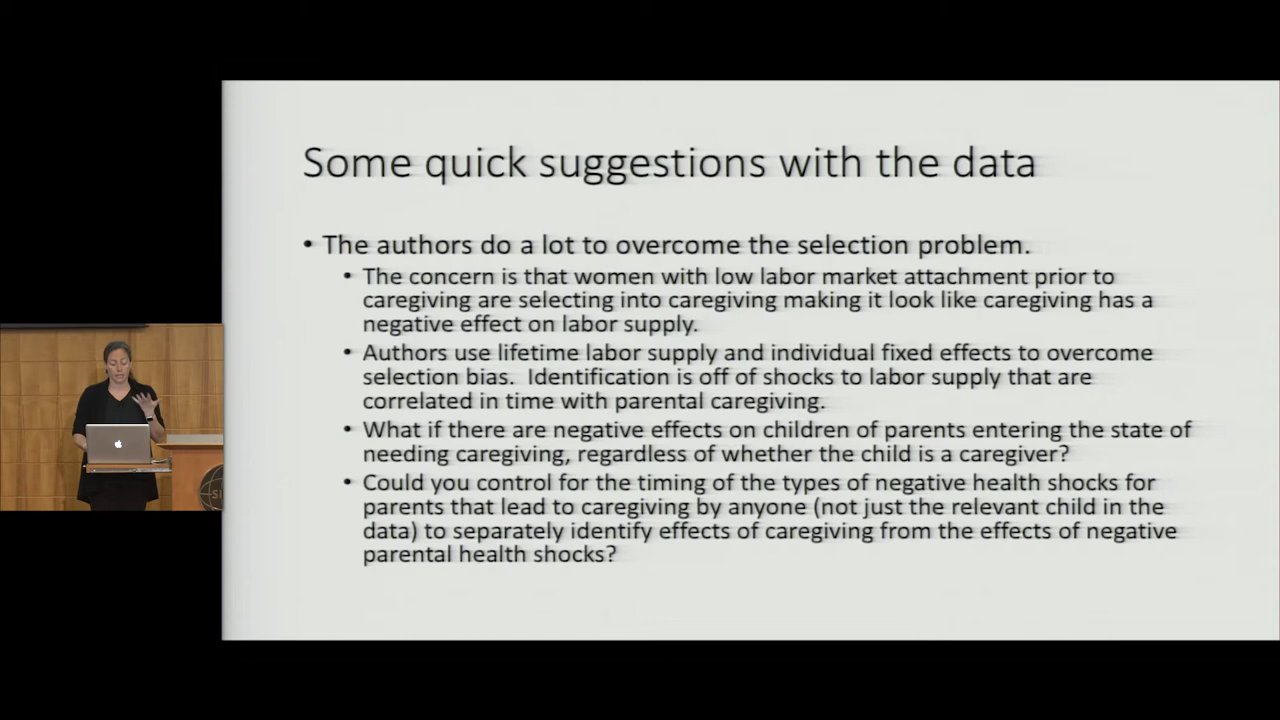 Some quick suggestions with the data
• The authors do a lot to overcome the selection problem.
• The concern is that women with low labor market attachment prior to
caregiving are selecting into caregiving making it look like caregiving has a
negative effect on labor supply.
• Authors use lifetime labor supply and individual fixed effects to overcome
selection bias.  Identification is off of shocks to labor supply that are
correlated in time with parental caregiving.
• What if there are negative effects on children of parents entering the state of
needing caregiving, regardless of whether the child is a caregiver?
• Could you control for the timing of the types of negative health shocks for
parents that lead to caregiving by anyone (not just the relevant child in the
data) to separately identify effects of caregiving from the effects of negative
parental health shocks?